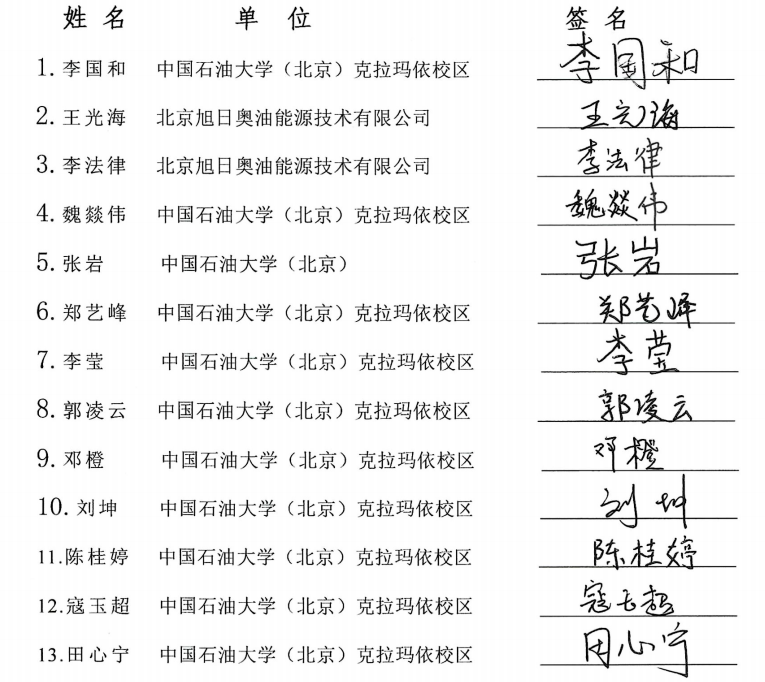 姓 名 单 位 签 名
1. 李国和 中国石油大学（北京）克拉玛依校区 李国和
2. 王光海 北京旭日奥油能源技术有限公司 王光海
3. 李法律 北京旭日奥油能源技术有限公司 李法律
4. 魏燚伟 中国石油大学（北京）克拉玛依校区 魏燚伟
5. 张岩 中国石油大学（北京） 张岩
6. 郑艺峰 中国石油大学（北京）克拉玛依校区 郑艺峰
7. 李莹 中国石油大学（北京）克拉玛依校区 李莹
8. 郭凌云 中国石油大学（北京）克拉玛依校区 郭凌云
9. 邓橙 中国石油大学（北京）克拉玛依校区 邓橙
10. 刘坤 中国石油大学（北京）克拉玛依校区 刘坤
11.陈桂婷 中国石油大学（北京）克拉玛依校区 陈桂婷
12.寇玉超 中国石油大学（北京）克拉玛依校区 寇玉超
13.田心宁 中国石油大学（北京）克拉玛依校区 田心宁